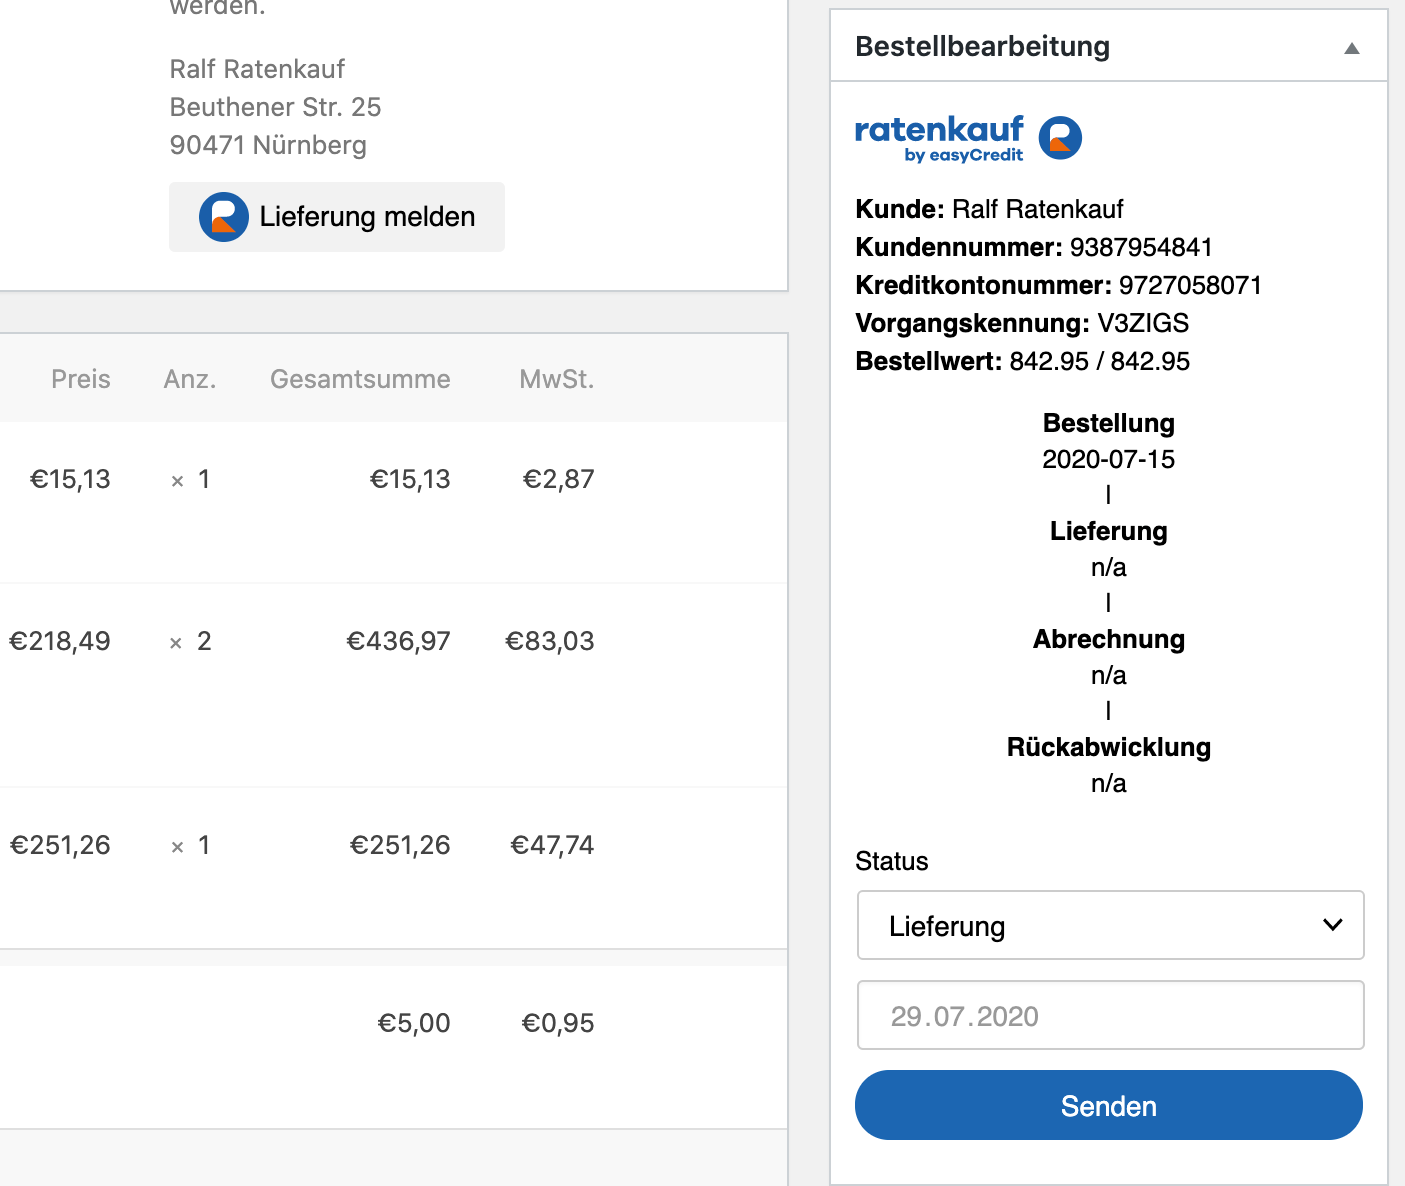 werden.
Ralf Ratenkauf
Beuthener Str. 25
90471 Nürnberg
Lieferung melden
Preis Anz. Gesamtsumme MwSt.
€15,13 × 1 €15,13 €2,87
€218,49 × 2 €436,97 €83,03
€251,26 × 1 €251,26 €47,74
€5,00 €0,95
Bestellbearbeitung
ratenkauf
by easyCredit
Kunde: Ralf Ratenkauf
Kundennummer: 9387954841
Kreditkontonummer: 9727058071
Vorgangskennung: V3ZIGS
Bestellwert: 842.95 / 842.95
Bestellung
2020-07-15
|
Lieferung
n/a
|
Abrechnung
n/a
|
Rückabwicklung
n/a
Status
Lieferung
29.07.2020
Senden